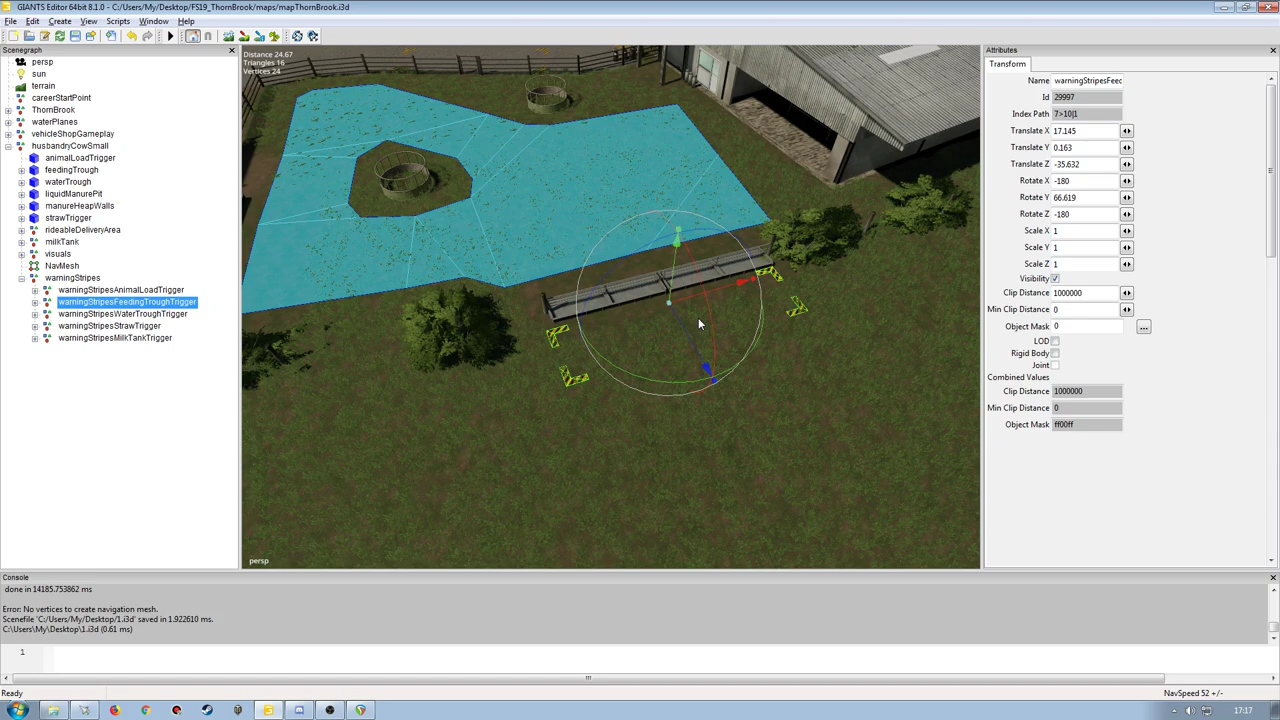 GIANTS Editor 64bit 8.1.0 - C:/Users/My/Desktop/FS19_ThornBrook/maps/mapThornBrook.i3d
File Edit Create View Scripts Window Help
Scenegraph
persp
sun
terrain
careerStartPoint
ThornBrook
waterPlanes
vehicleShopGameplay
husbandryCowSmall
animalLoadTrigger
feedingTrough
waterTrough
liquidManurePit
manureHeapWalls
strawTrigger
rideableDeliveryArea
milkTank
visuals
NavMesh
warningStripes
warningStripesAnimalLoadTrigger
warningStripesFeedingTroughTrigger
warningStripesWaterTroughTrigger
warningStripesStrawTrigger
warningStripesMilkTankTrigger
Distance 24.67
Triangles 16
Vertices 24
persp
Attributes
Transform
Name warningStripesFeec
Id 29997
Index Path 7>10|1
Translate X 17.145
Translate Y 0.163
Translate Z -35.632
Rotate X -180
Rotate Y 66.619
Rotate Z -180
Scale X 1
Scale Y 1
Scale Z 1
Visibility
Clip Distance 1000000
Min Clip Distance 0
Object Mask 0 ...
LOD
Rigid Body
Joint
Combined Values
Clip Distance 1000000
Min Clip Distance 0
Object Mask ff00ff
Console
done in 14185.753862 ms
Error: No vertices to create navigation mesh.
Scenefile 'C:/Users/My/Desktop/1.i3d' saved in 1.922610 ms.
C:\Users\My\Desktop\1.i3d (0.61 ms)
1
Ready
NavSpeed 52 +/-
17:17